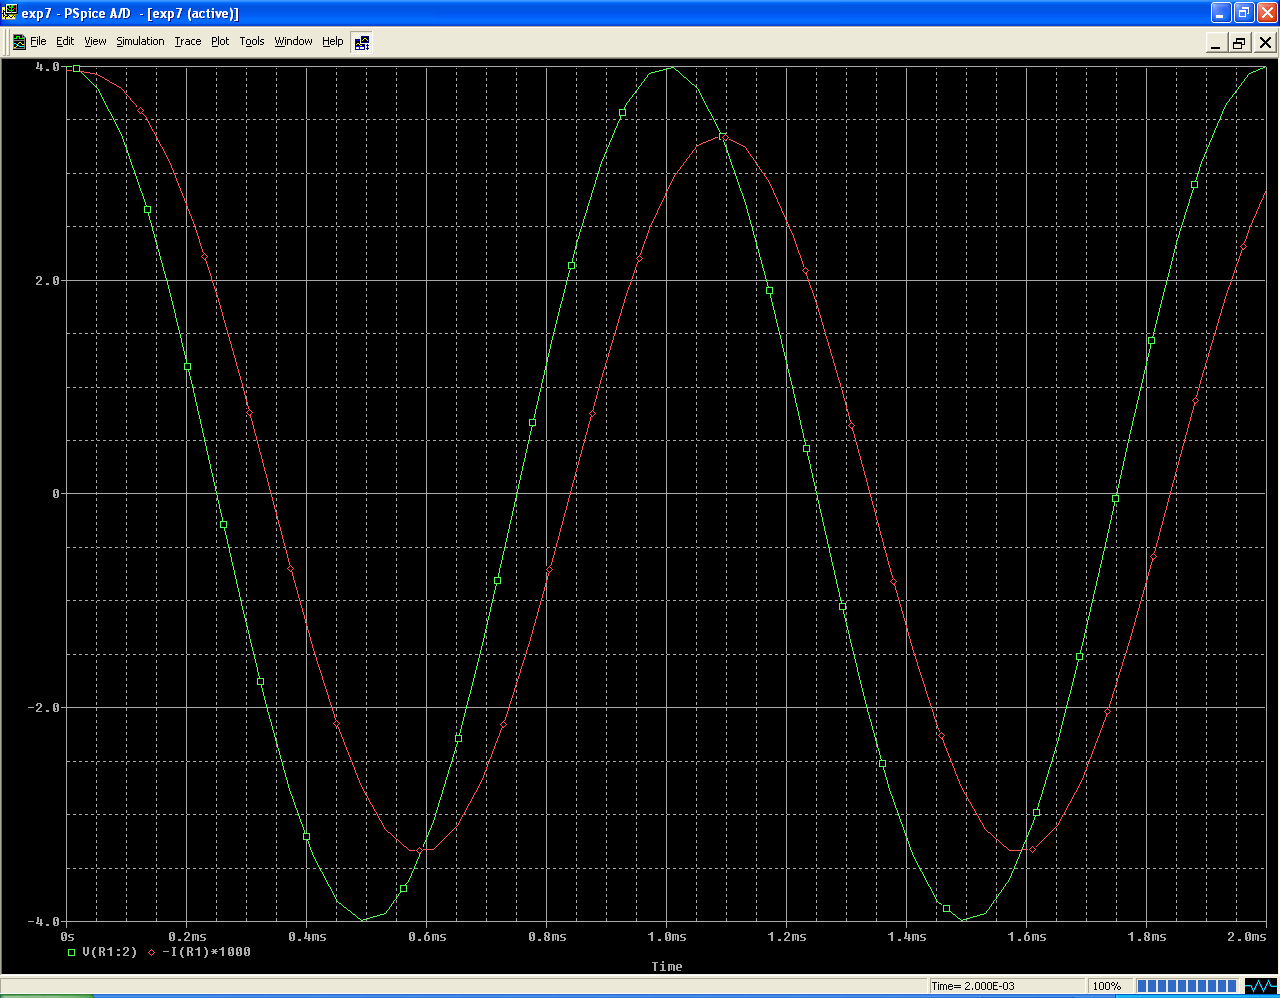 exp7 - PSpice A/D - [exp7 (active)]
File Edit View Simulation Trace Plot Tools Window Help
4.0
2.0
0
-2.0
-4.0
0s 0.2ms 0.4ms 0.6ms 0.8ms 1.0ms 1.2ms 1.4ms 1.6ms 1.8ms 2.0ms
V(R1:2) -I(R1)*1000
Time
Time= 2.000E-03 100%